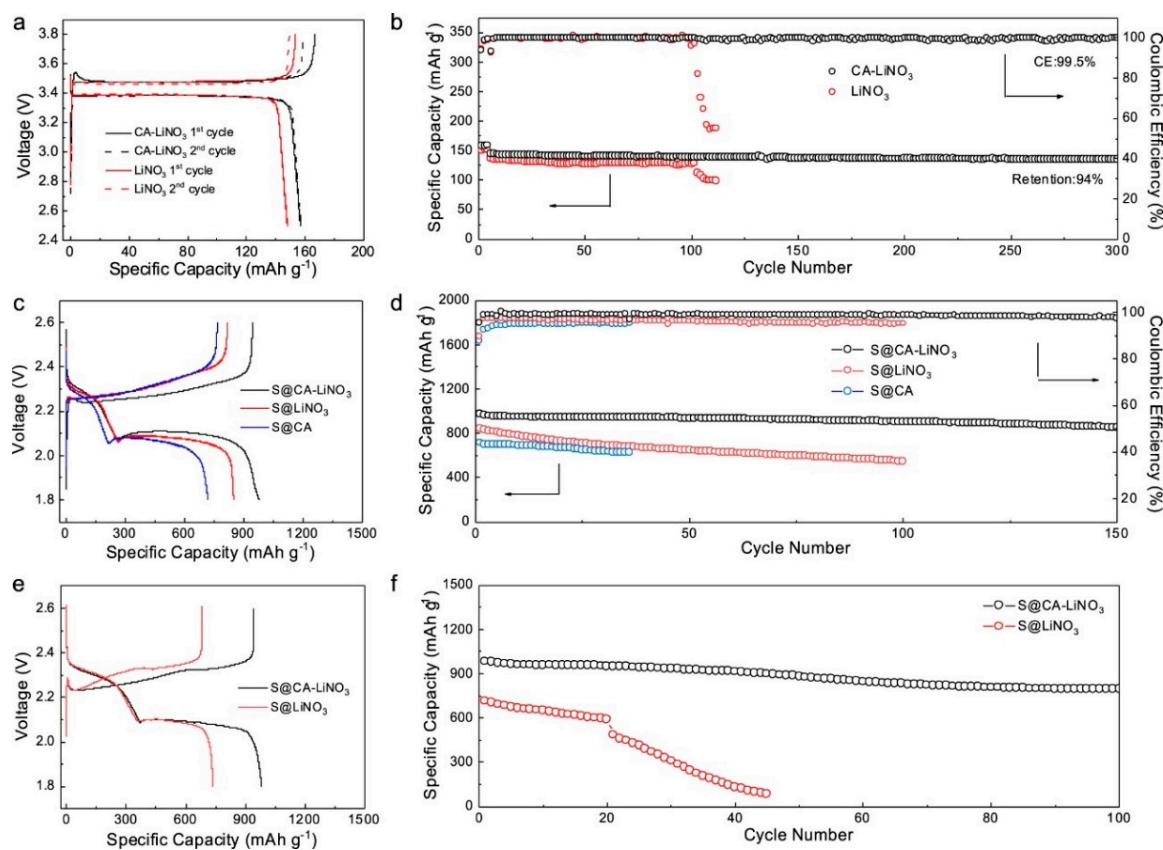 a
Voltage (V)
3.8
3.6
3.4
3.2
3.0
2.8
2.6
2.4
CA-LiNO₃ 1ˢᵗ cycle
CA-LiNO₃ 2ⁿᵈ cycle
LiNO₃ 1ˢᵗ cycle
LiNO₃ 2ⁿᵈ cycle
0 40 80 120 160 200
Specific Capacity (mAh g⁻¹)
b
Specific Capacity (mAh g¹)
350
300
250
200
150
100
50
0
CA-LiNO₃
LiNO₃
CE:99.5%
Retention:94%
100
80
60
40
20
0
Coulombic Efficiency (%)
0 50 100 150 200 250 300
Cycle Number
c
Voltage (V)
2.6
2.4
2.2
2.0
1.8
S@CA-LiNO₃
S@LiNO₃
S@CA
0 300 600 900 1200 1500
Specific Capacity (mAh g⁻¹)
d
Specific Capacity (mAh g¹)
2000
1600
1200
800
400
0
S@CA-LiNO₃
S@LiNO₃
S@CA
100
80
60
40
20
Coulombic Efficiency (%)
0 50 100 150
Cycle Number
e
Voltage (V)
2.6
2.4
2.2
2.0
1.8
S@CA-LiNO₃
S@LiNO₃
0 300 600 900 1200 1500
Specific Capacity (mAh g⁻¹)
f
Specific Capacity (mAh g¹)
1500
1200
900
600
300
0
S@CA-LiNO₃
S@LiNO₃
0 20 40 60 80 100
Cycle Number